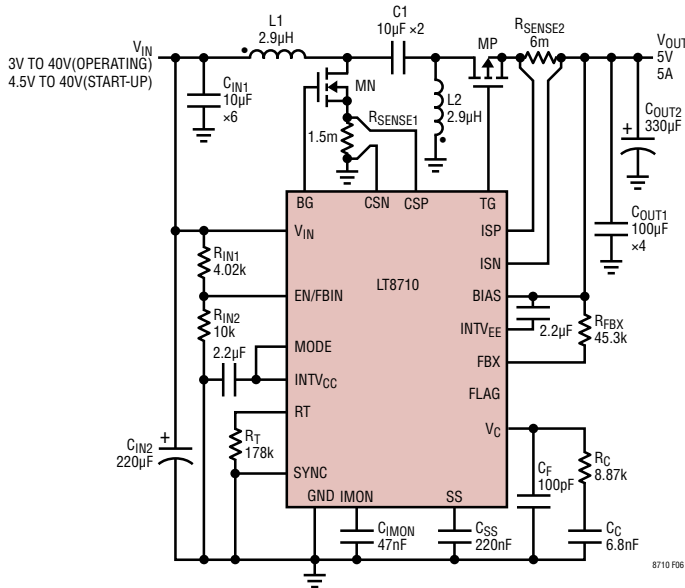 L1
2.9µH
C1
10µF ×2
MP
RSENSE2
6m
VIN
3V TO 40V(OPERATING)
4.5V TO 40V(START-UP)
VOUT
5V
5A
CIN1
10µF
×6
MN
RSENSE1
1.5m
L2
2.9µH
COUT2
330µF
+
COUT1
100µF
×4
BG
CSN
CSP
TG
VIN
ISP
RIN1
4.02k
ISN
LT8710
EN/FBIN
BIAS
RIN2
10k
INTVEE
2.2µF
RFBX
45.3k
MODE
2.2µF
INTVCC
FBX
FLAG
RT
VC
RT
178k
CIN2
220µF
+
SYNC
CF
100pF
RC
8.87k
GND
IMON
SS
CIMON
47nF
CSS
220nF
CC
6.8nF
8710 F06